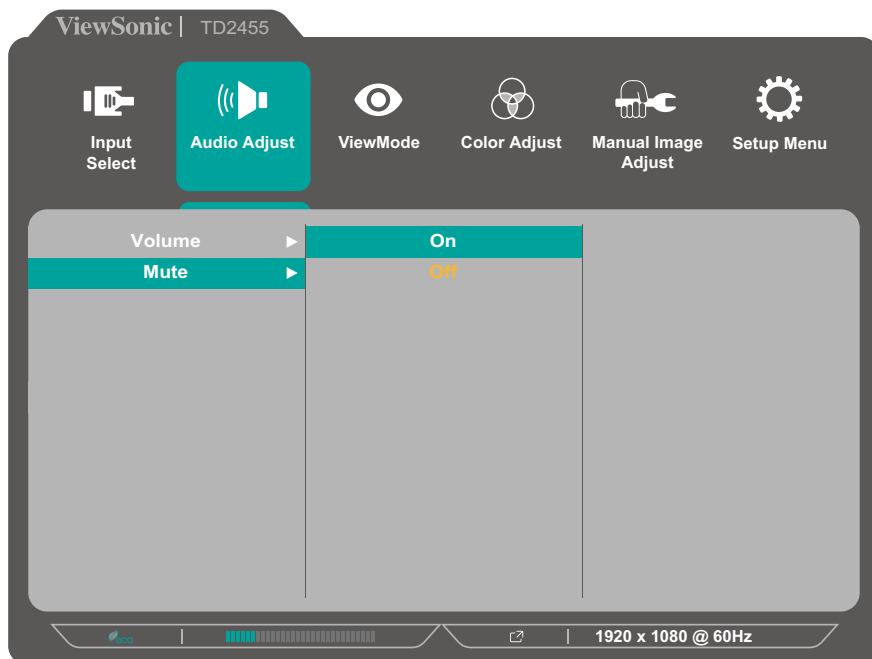 ViewSonic | TD2455
Input
Select
Audio Adjust
ViewMode
Color Adjust
Manual Image
Adjust
Setup Menu
Volume
On
Mute
Off
eco
1920 x 1080 @ 60Hz